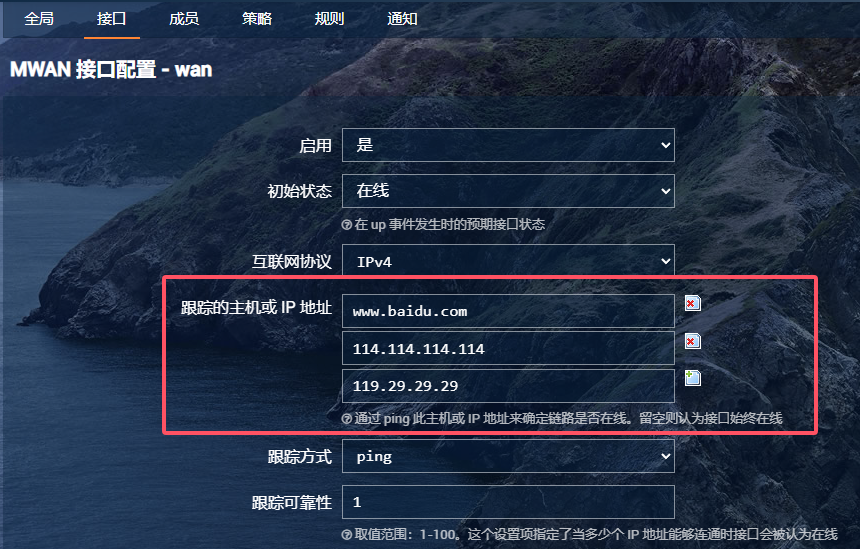 全局 接口 成员 策略 规则 通知
MWAN 接口配置 - wan
启用 是
初始状态 在线
在 up 事件发生时的预期接口状态
互联网协议 IPv4
跟踪的主机或 IP 地址 www.baidu.com
114.114.114.114
119.29.29.29
通过 ping 此主机或 IP 地址来确定链路是否在线。留空则认为接口始终在线
跟踪方式 ping
跟踪可靠性 1
取值范围：1-100。这个设置项指定了当多少个 IP 地址能够连通时接口会被认为在线